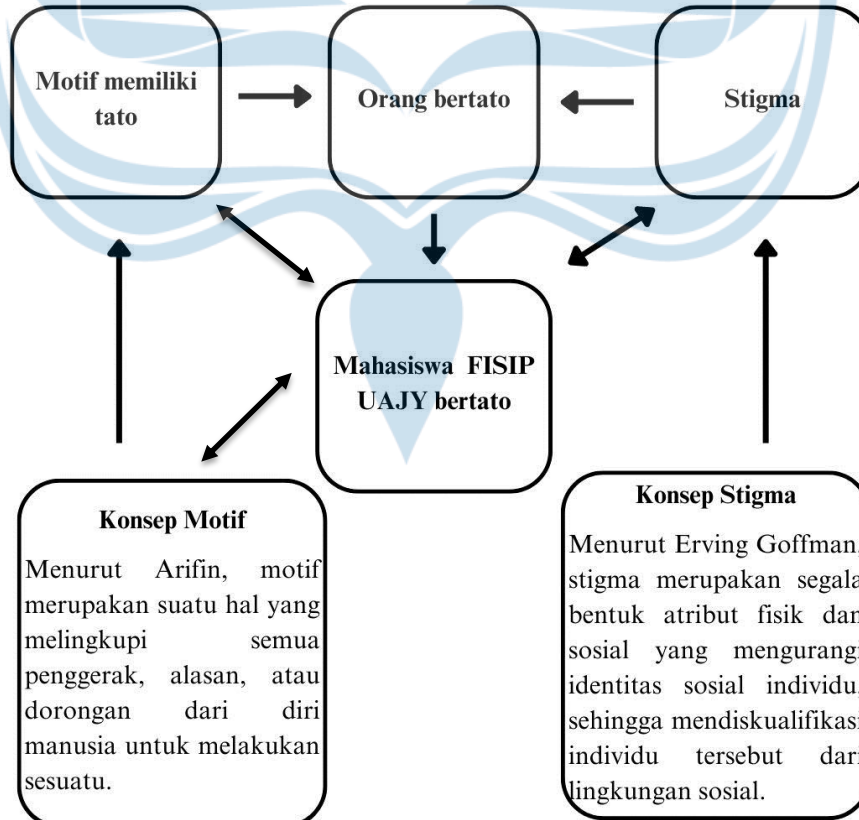 Motif memiliki
tato
Orang bertato
Stigma
Mahasiswa FISIP
UAJY bertato
Konsep Motif
Menurut Arifin, motif
merupakan suatu hal yang
melingkupi semua
penggerak, alasan, atau
dorongan dari diri
manusia untuk melakukan
sesuatu.
Konsep Stigma
Menurut Erving Goffman,
stigma merupakan segala
bentuk atribut fisik dan
sosial yang mengurangi
identitas sosial individu,
sehingga mendiskualifikasi
individu tersebut dari
lingkungan sosial.